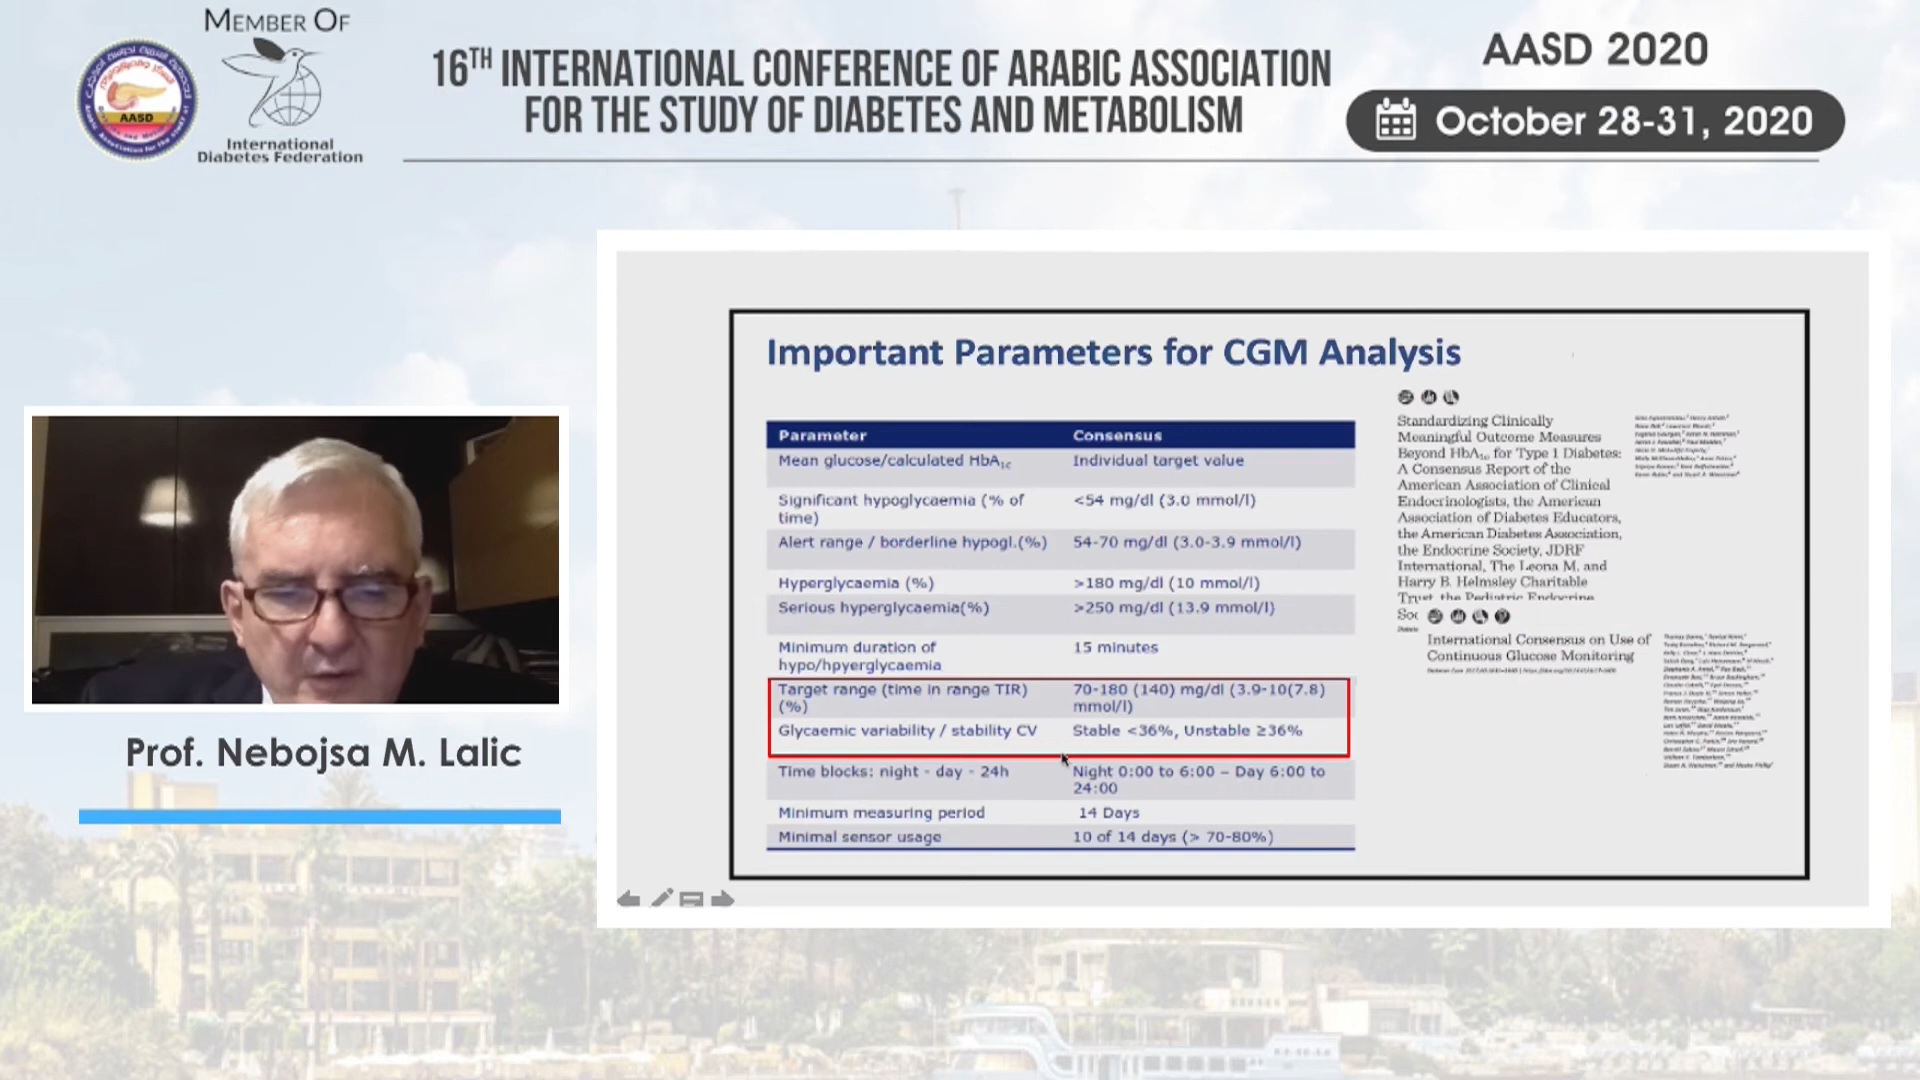 MEMBER OF
AASD
International
Diabetes Federation
16TH INTERNATIONAL CONFERENCE OF ARABIC ASSOCIATION
FOR THE STUDY OF DIABETES AND METABOLISM
AASD 2020
October 28-31, 2020
Prof. Nebojsa M. Lalic
Important Parameters for CGM Analysis
Parameter Consensus
Mean glucose/calculated HbA1c Individual target value
Significant hypoglycaemia (% of <54 mg/dl (3.0 mmol/l)
time)
Alert range / borderline hypogl.(%) 54-70 mg/dl (3.0-3.9 mmol/l)
Hyperglycaemia (%) >180 mg/dl (10 mmol/l)
Serious hyperglycaemia(%) >250 mg/dl (13.9 mmol/l)
Minimum duration of 15 minutes
hypo/hpyerglycaemia
Target range (time in range TIR) 70-180 (140) mg/dl (3.9-10(7.8)
(%) mmol/l)
Glycaemic variability / stability CV Stable <36%, Unstable ≥36%
Time blocks: night - day - 24h Night 0:00 to 6:00 – Day 6:00 to
24:00
Minimum measuring period 14 Days
Minimal sensor usage 10 of 14 days (> 70-80%)
Standardizing Clinically
Meaningful Outcome Measures
Beyond HbA1c for Type 1 Diabetes:
A Consensus Report of the
American Association of Clinical
Endocrinologists, the American
Association of Diabetes Educators,
the American Diabetes Association,
the Endocrine Society, JDRF
International, The Leona M. and
Harry B. Helmsley Charitable
Trust, the Pediatric Endocrine
Soc
International Consensus on Use of
Continuous Glucose Monitoring